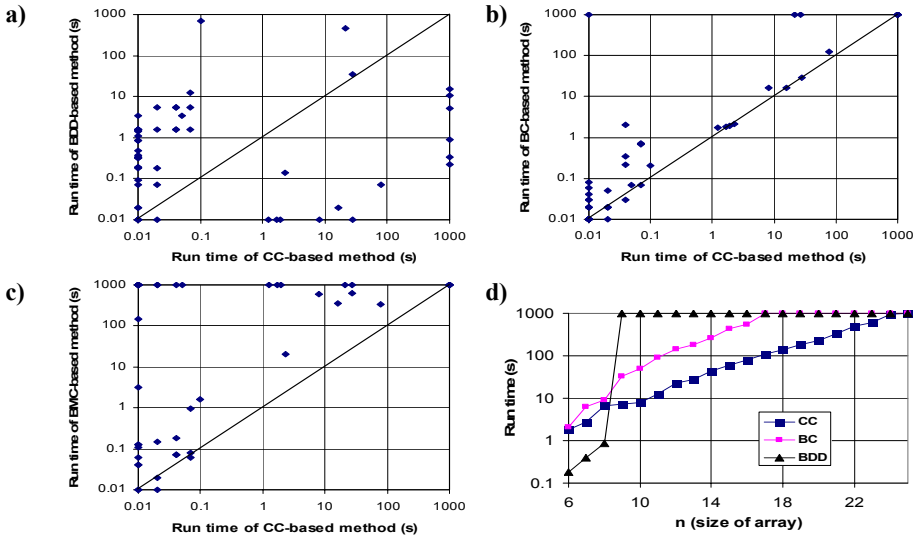 a)
Run time of BDD-based method (s)
1000
100
10
1
0.1
0.01
0.01 0.1 1 10 100 1000
Run time of CC-based method (s)
b)
Run time of BC-based method (s)
1000
100
10
1
0.1
0.01
0.01 0.1 1 10 100 1000
Run time of CC-based method (s)
c)
Run time of BMC-based method (s)
1000
100
10
1
0.1
0.01
0.01 0.1 1 10 100 1000
Run time of CC-based method (s)
d)
Run time (s)
1000
100
10
1
0.1
6 10 14 18 22
n (size of array)
CC
BC
BDD